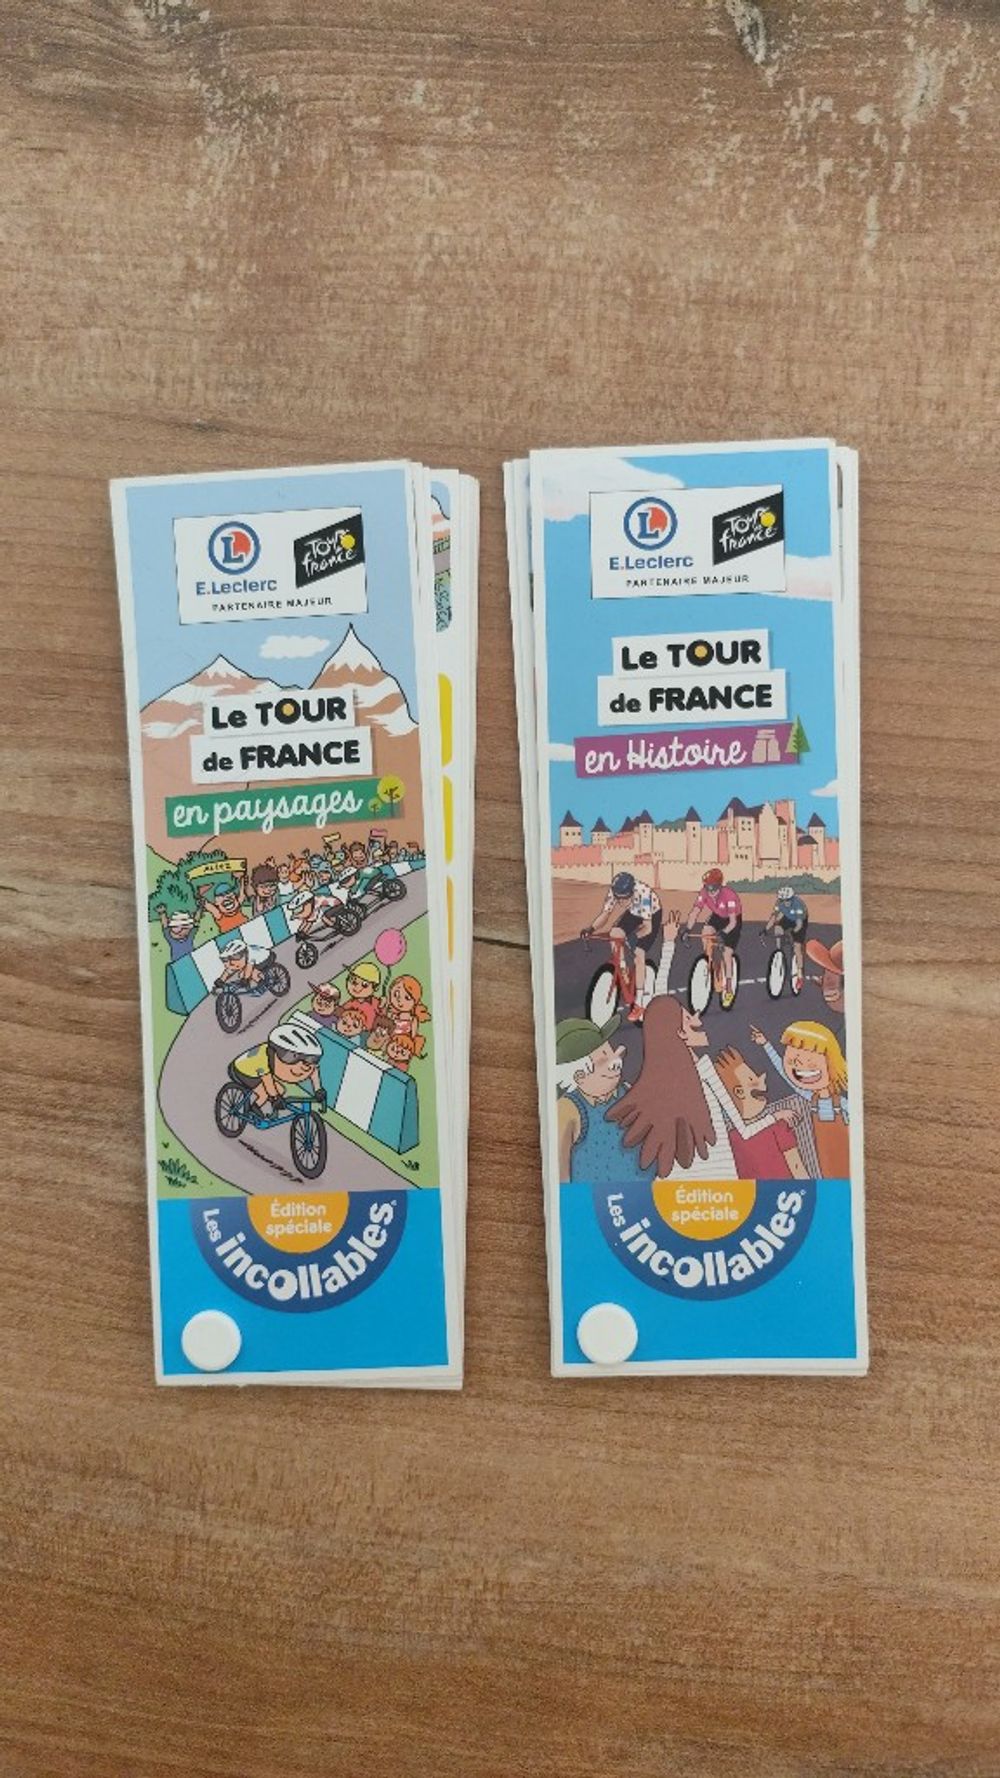 L
E.Leclerc
TOUR
DE
France
PARTENAIRE MAJEUR
Le TOUR
de FRANCE
en paysages
ALLEZ
Édition
spéciale
Les incollables
L
E.Leclerc
TOUR
DE
France
PARTENAIRE MAJEUR
Le TOUR
de FRANCE
en Histoire
Édition
spéciale
Les incollables